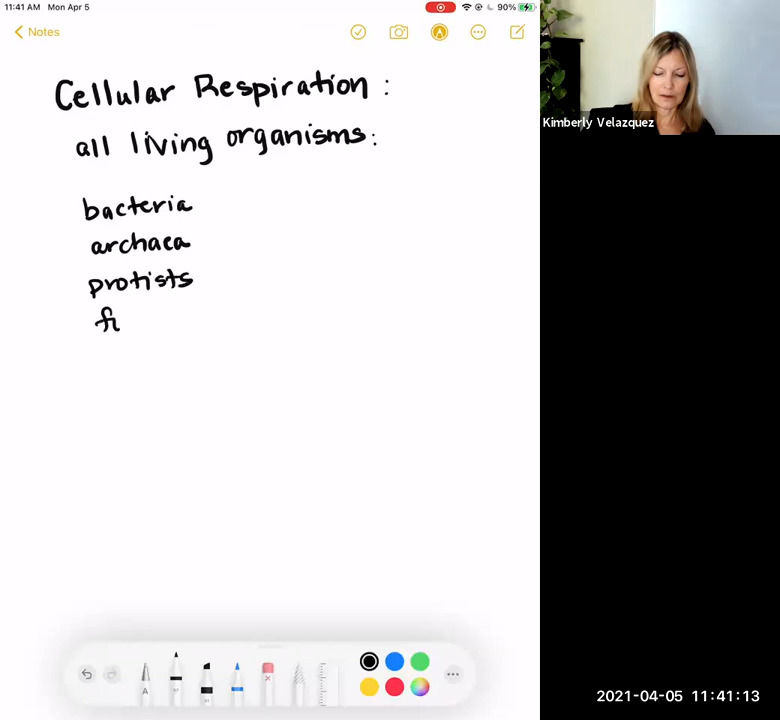 11:41 AM Mon Apr 5
90%
Notes
Cellular Respiration :
all living organisms:
bacteria
archaea
protists
Kimberly Velazquez
2021-04-05 11:41:13